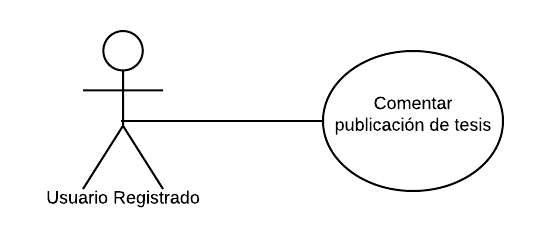 Comentar
publicación de tesis
Usuario Registrado